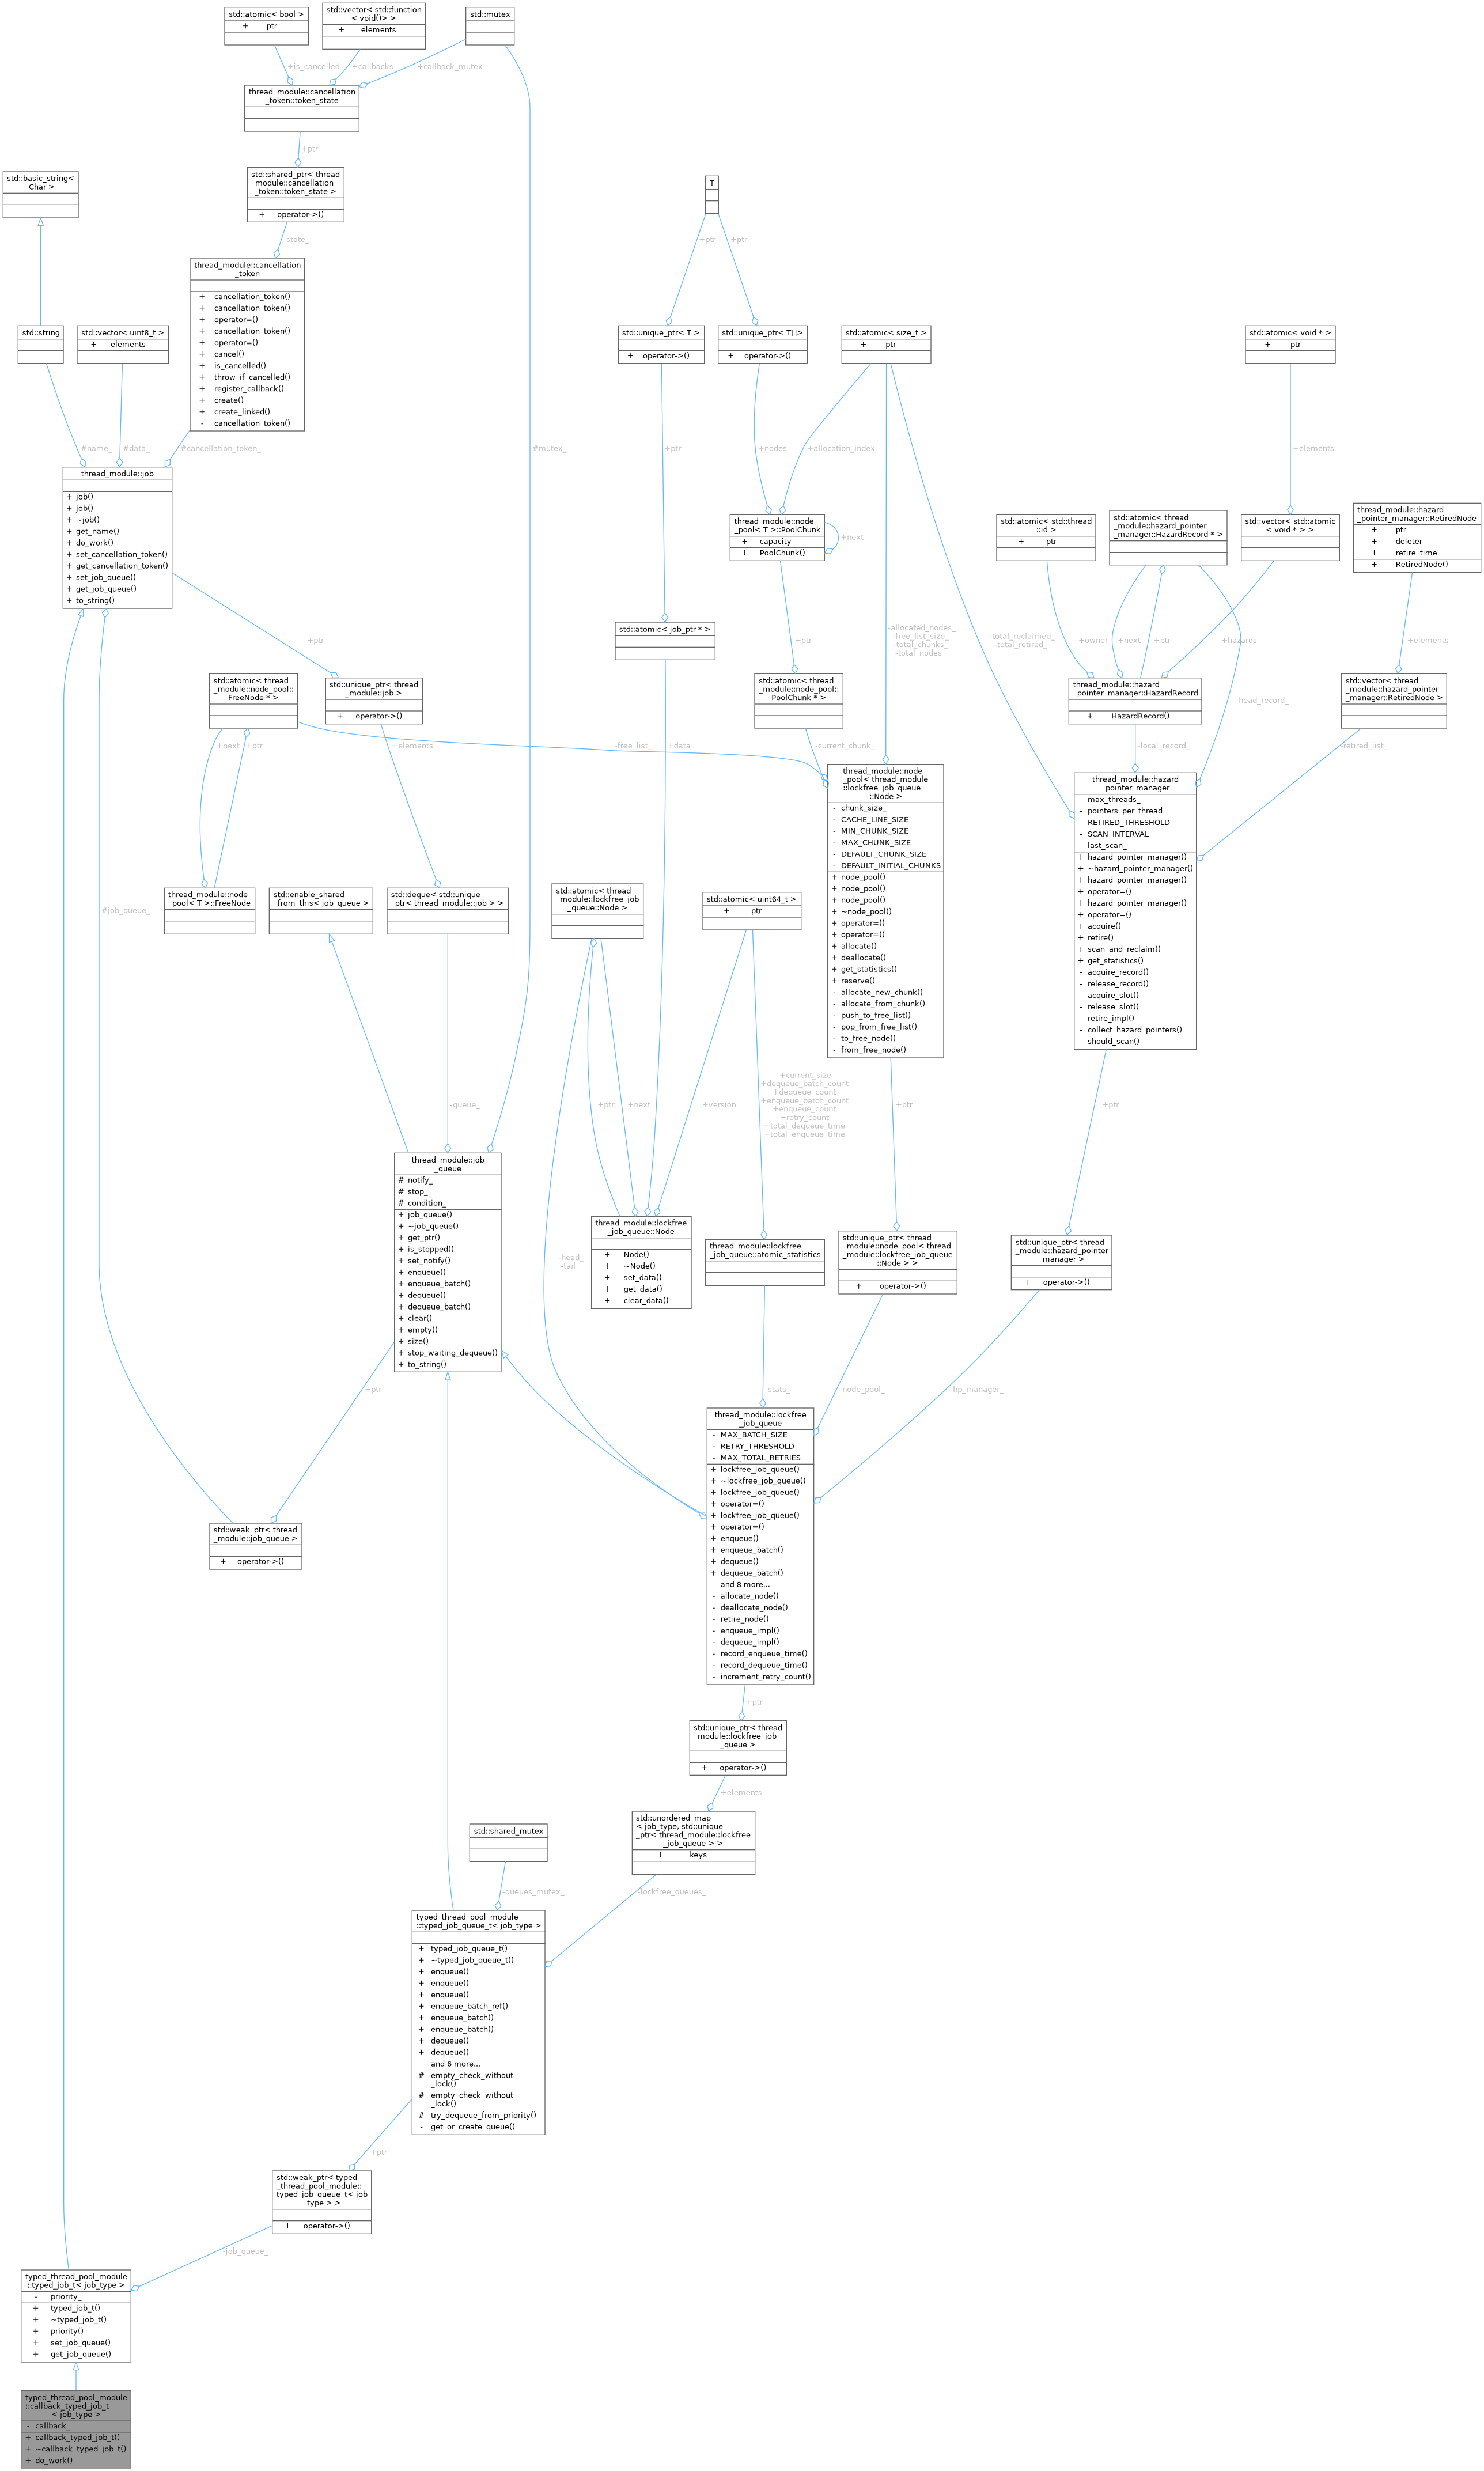 std::atomic< bool >
+ ptr
std::vector< std::function
< void()> >
+ elements
std::mutex
+is_cancelled
+callbacks
+callback_mutex
thread_module::cancellation
_token::token_state
+ptr
std::shared_ptr< thread
_module::cancellation
_token::token_state >
+ operator->()
-state_
std::basic_string<
Char >
thread_module::cancellation
_token
+ cancellation_token()
+ cancellation_token()
+ operator=()
+ cancellation_token()
+ operator=()
+ cancel()
+ is_cancelled()
+ throw_if_cancelled()
+ register_callback()
+ create()
+ create_linked()
- cancellation_token()
std::string
std::vector< uint8_t >
+ elements
#name_
#data_
#cancellation_token_
#mutex_
thread_module::job
+ job()
+ job()
+ ~job()
+ get_name()
+ do_work()
+ set_cancellation_token()
+ get_cancellation_token()
+ set_job_queue()
+ get_job_queue()
+ to_string()
T
+ptr
+ptr
std::unique_ptr< T >
+ operator->()
std::unique_ptr< T[]>
+ operator->()
std::atomic< size_t >
+ ptr
std::atomic< void * >
+ ptr
+ptr
+nodes
+allocation_index
+elements
thread_module::node
_pool< T >::PoolChunk
+ capacity
+ PoolChunk()
+next
std::atomic< std::thread
::id >
+ ptr
std::atomic< thread
_module::hazard_pointer
_manager::HazardRecord * >
std::vector< std::atomic
< void * > >
thread_module::hazard
_pointer_manager::RetiredNode
+ ptr
+ deleter
+ retire_time
+ RetiredNode()
+ptr
std::atomic< job_ptr * >
+ptr
-allocated_nodes_
-free_list_size_
-total_chunks_
-total_nodes_
-total_reclaimed_
-total_retired_
+owner
+next
+ptr
+hazards
+elements
std::atomic< thread
_module::node_pool::
FreeNode * >
std::unique_ptr< thread
_module::job >
+ operator->()
std::atomic< thread
_module::node_pool::
PoolChunk * >
thread_module::hazard
_pointer_manager::HazardRecord
+ HazardRecord()
-head_record_
std::vector< thread
_module::hazard_pointer
_manager::RetiredNode >
+next
+ptr
+elements
-free_list_
+data
-current_chunk_
-local_record_
-retired_list_
thread_module::node
_pool< thread_module
::lockfree_job_queue
::Node >
- chunk_size_
- CACHE_LINE_SIZE
- MIN_CHUNK_SIZE
- MAX_CHUNK_SIZE
- DEFAULT_CHUNK_SIZE
- DEFAULT_INITIAL_CHUNKS
+ node_pool()
+ node_pool()
+ node_pool()
+ ~node_pool()
+ operator=()
+ operator=()
+ allocate()
+ deallocate()
+ get_statistics()
+ reserve()
- allocate_new_chunk()
- allocate_from_chunk()
- push_to_free_list()
- pop_from_free_list()
- to_free_node()
- from_free_node()
thread_module::hazard
_pointer_manager
- max_threads_
- pointers_per_thread_
- RETIRED_THRESHOLD
- SCAN_INTERVAL
- last_scan_
+ hazard_pointer_manager()
+ ~hazard_pointer_manager()
+ hazard_pointer_manager()
+ operator=()
+ hazard_pointer_manager()
+ operator=()
+ acquire()
+ retire()
+ scan_and_reclaim()
+ get_statistics()
- acquire_record()
- release_record()
- acquire_slot()
- release_slot()
- retire_impl()
- collect_hazard_pointers()
- should_scan()
thread_module::node
_pool< T >::FreeNode
std::enable_shared
_from_this< job_queue >
std::deque< std::unique
_ptr< thread_module::job > >
std::atomic< thread
_module::lockfree_job
_queue::Node >
std::atomic< uint64_t >
+ ptr
#job_queue_
-queue_
+ptr
+next
+version
+current_size
+dequeue_batch_count
+dequeue_count
+enqueue_batch_count
+enqueue_count
+retry_count
+total_dequeue_time
+total_enqueue_time
+ptr
+ptr
thread_module::job
_queue
# notify_
# stop_
# condition_
+ job_queue()
+ ~job_queue()
+ get_ptr()
+ is_stopped()
+ set_notify()
+ enqueue()
+ enqueue_batch()
+ dequeue()
+ dequeue_batch()
+ clear()
+ empty()
+ size()
+ stop_waiting_dequeue()
+ to_string()
-head_
-tail_
thread_module::lockfree
_job_queue::Node
+ Node()
+ ~Node()
+ set_data()
+ get_data()
+ clear_data()
thread_module::lockfree
_job_queue::atomic_statistics
std::unique_ptr< thread
_module::node_pool< thread
_module::lockfree_job_queue
::Node > >
+ operator->()
std::unique_ptr< thread
_module::hazard_pointer
_manager >
+ operator->()
+ptr
-stats_
-node_pool_
-hp_manager_
thread_module::lockfree
_job_queue
- MAX_BATCH_SIZE
- RETRY_THRESHOLD
- MAX_TOTAL_RETRIES
+ lockfree_job_queue()
+ ~lockfree_job_queue()
+ lockfree_job_queue()
+ operator=()
+ lockfree_job_queue()
+ operator=()
+ enqueue()
+ enqueue_batch()
+ dequeue()
+ dequeue_batch()
and 8 more...
- allocate_node()
- deallocate_node()
- retire_node()
- enqueue_impl()
- dequeue_impl()
- record_enqueue_time()
- record_dequeue_time()
- increment_retry_count()
std::weak_ptr< thread
_module::job_queue >
+ operator->()
+ptr
std::unique_ptr< thread
_module::lockfree_job
_queue >
+ operator->()
+elements
std::unordered_map
< job_type, std::unique
_ptr< thread_module::lockfree
_job_queue > >
+ keys
std::shared_mutex
-queues_mutex_
-lockfree_queues_
typed_thread_pool_module
::typed_job_queue_t< job_type >
+ typed_job_queue_t()
+ ~typed_job_queue_t()
+ enqueue()
+ enqueue()
+ enqueue()
+ enqueue_batch_ref()
+ enqueue_batch()
+ enqueue_batch()
+ dequeue()
+ dequeue()
and 6 more...
# empty_check_without
_lock()
# empty_check_without
_lock()
# try_dequeue_from_priority()
- get_or_create_queue()
+ptr
std::weak_ptr< typed
_thread_pool_module::
typed_job_queue_t< job
_type > >
+ operator->()
-job_queue_
typed_thread_pool_module
::typed_job_t< job_type >
- priority_
+ typed_job_t()
+ ~typed_job_t()
+ priority()
+ set_job_queue()
+ get_job_queue()
typed_thread_pool_module
::callback_typed_job_t
< job_type >
- callback_
+ callback_typed_job_t()
+ ~callback_typed_job_t()
+ do_work()